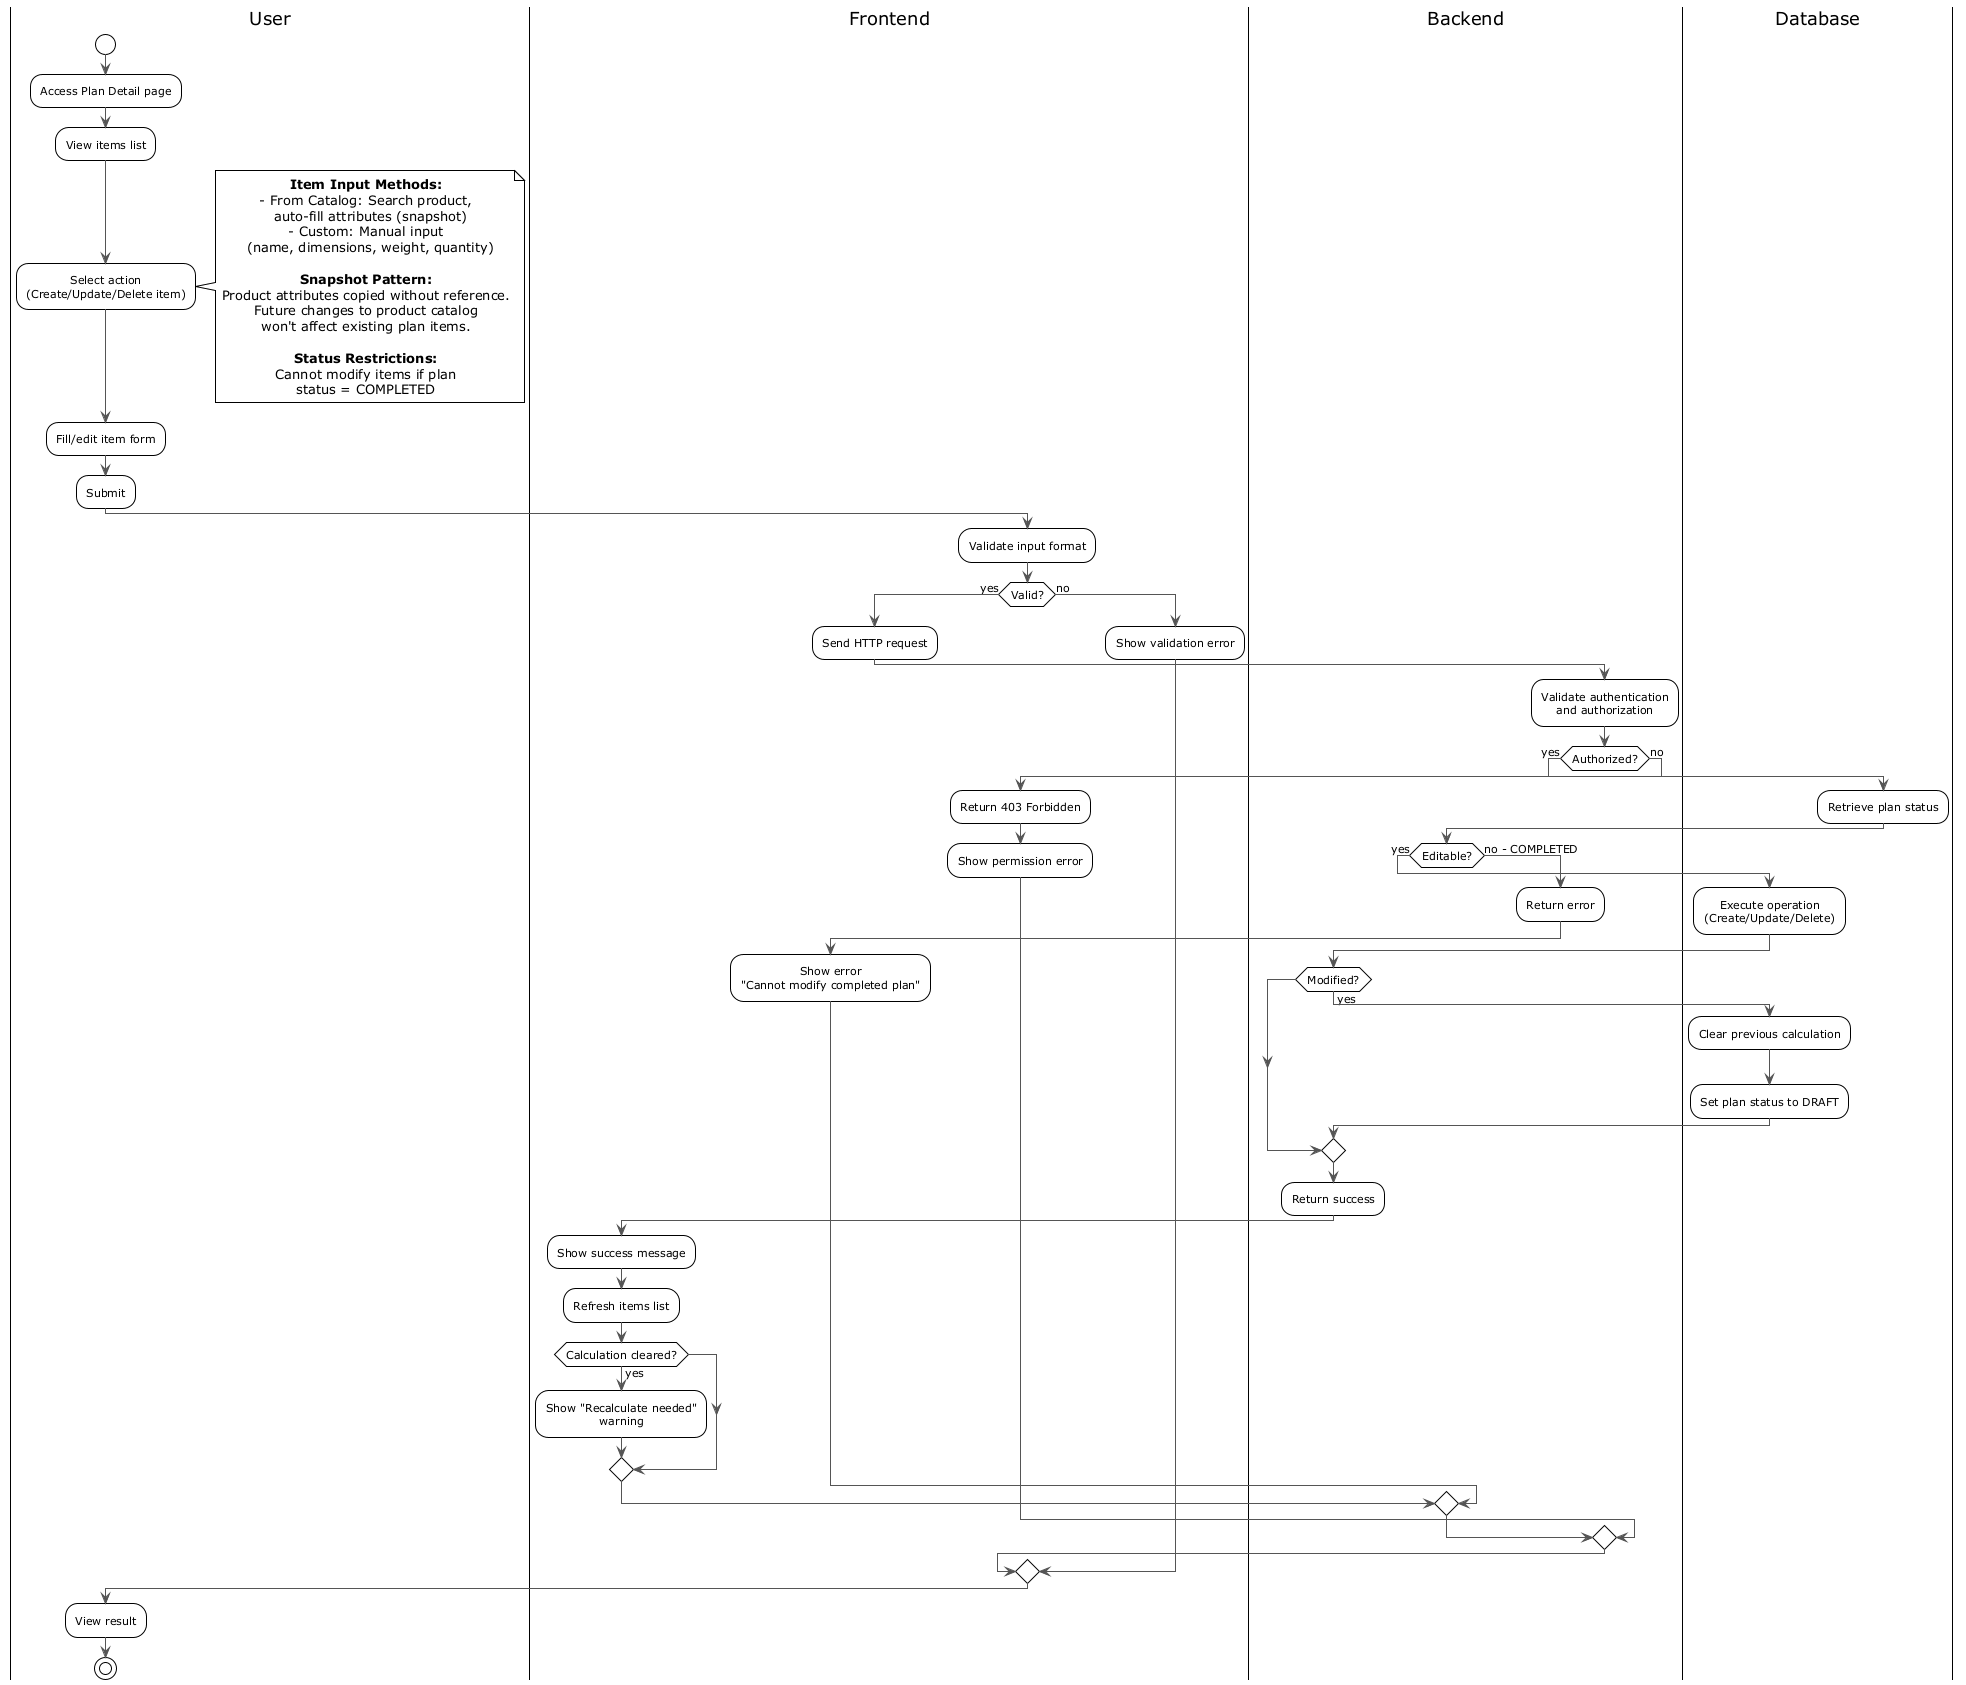 User
Frontend
Backend
Database
Access Plan Detail page
View items list
Item Input Methods:
- From Catalog: Search product,
auto-fill attributes (snapshot)
- Custom: Manual input
(name, dimensions, weight, quantity)
Snapshot Pattern:
Product attributes copied without reference.
Future changes to product catalog
won't affect existing plan items.
Status Restrictions:
Cannot modify items if plan
status = COMPLETED
Select action
(Create/Update/Delete item)
Fill/edit item form
Submit
Validate input format
yes
Valid?
no
Send HTTP request
Show validation error
Validate authentication
and authorization
yes
Authorized?
no
Return 403 Forbidden
Retrieve plan status
Show permission error
yes
Editable?
no - COMPLETED
Return error
Execute operation
(Create/Update/Delete)
Show error
"Cannot modify completed plan"
Modified?
yes
Clear previous calculation
Set plan status to DRAFT
Return success
Show success message
Refresh items list
Calculation cleared?
yes
Show "Recalculate needed"
warning
View result